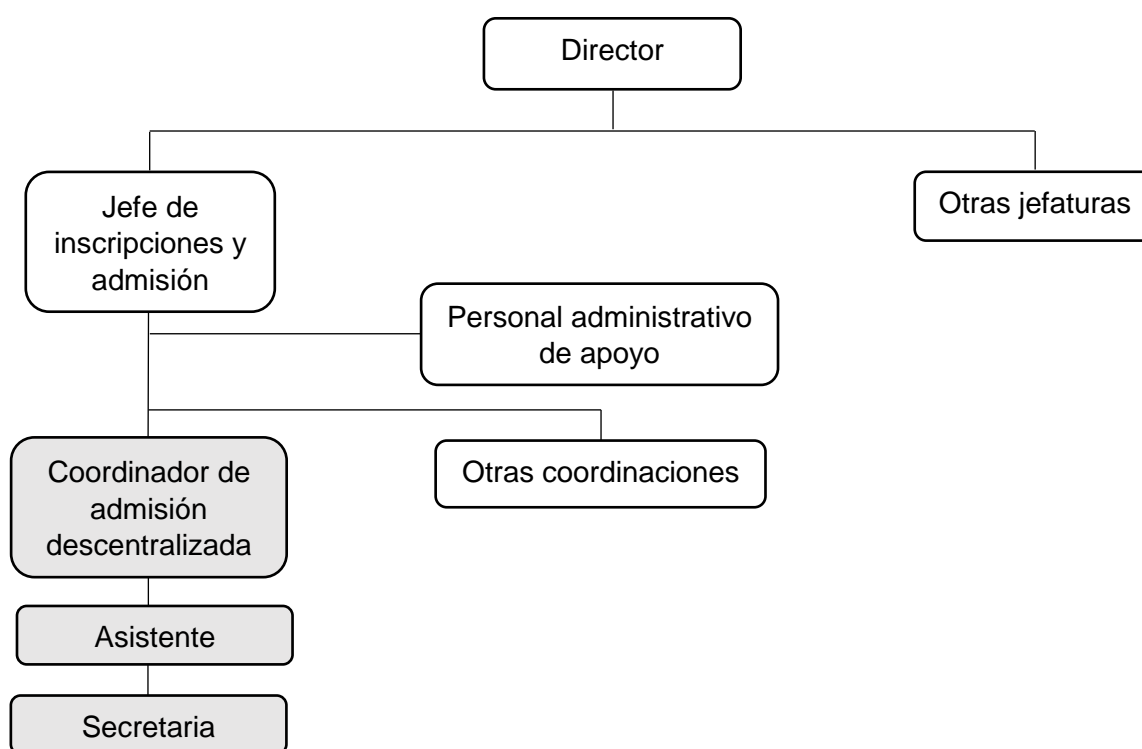 Director
Jefe de
inscripciones y
admisión
Otras jefaturas
Personal administrativo
de apoyo
Coordinador de
admisión
descentralizada
Otras coordinaciones
Asistente
Secretaria